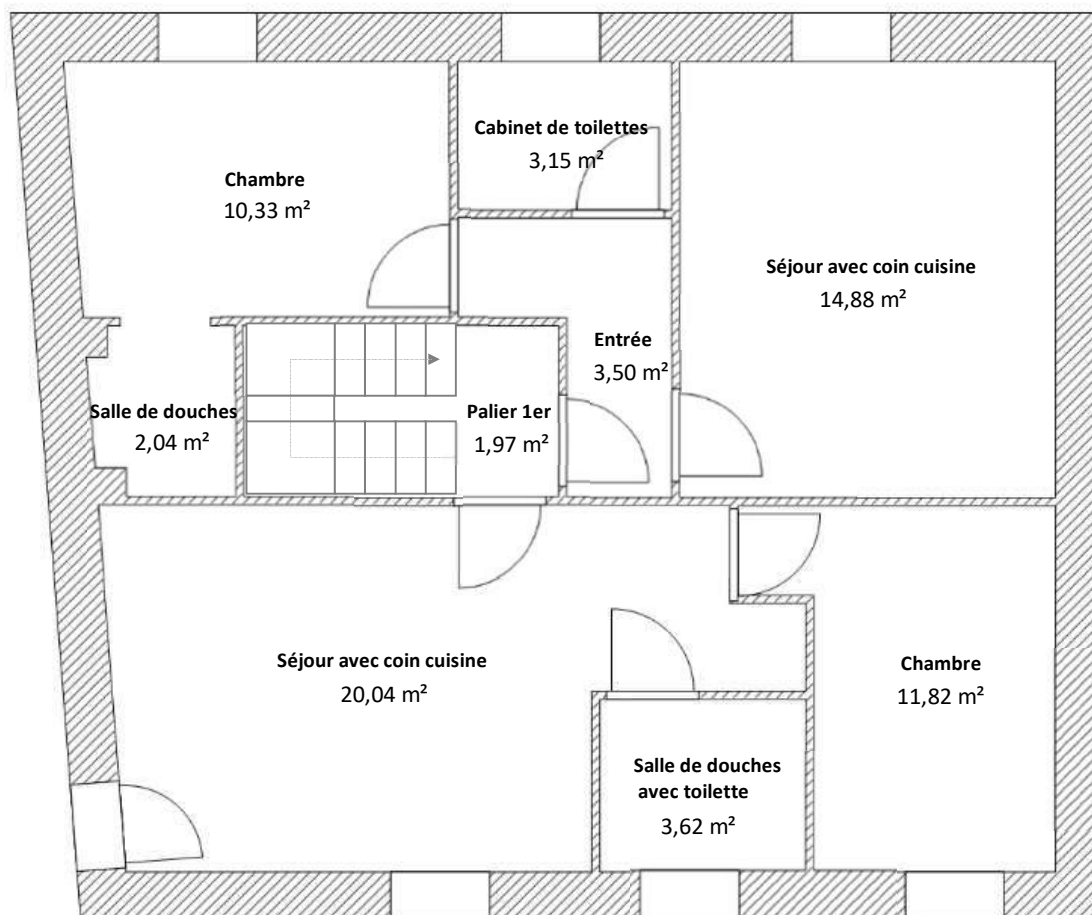 Cabinet de toilettes
3,15 m²
Chambre
10,33 m²
Séjour avec coin cuisine
14,88 m²
Entrée
3,50 m²
Salle de douches
2,04 m²
Palier 1er
1,97 m²
Séjour avec coin cuisine
20,04 m²
Chambre
11,82 m²
Salle de douches
avec toilette
3,62 m²